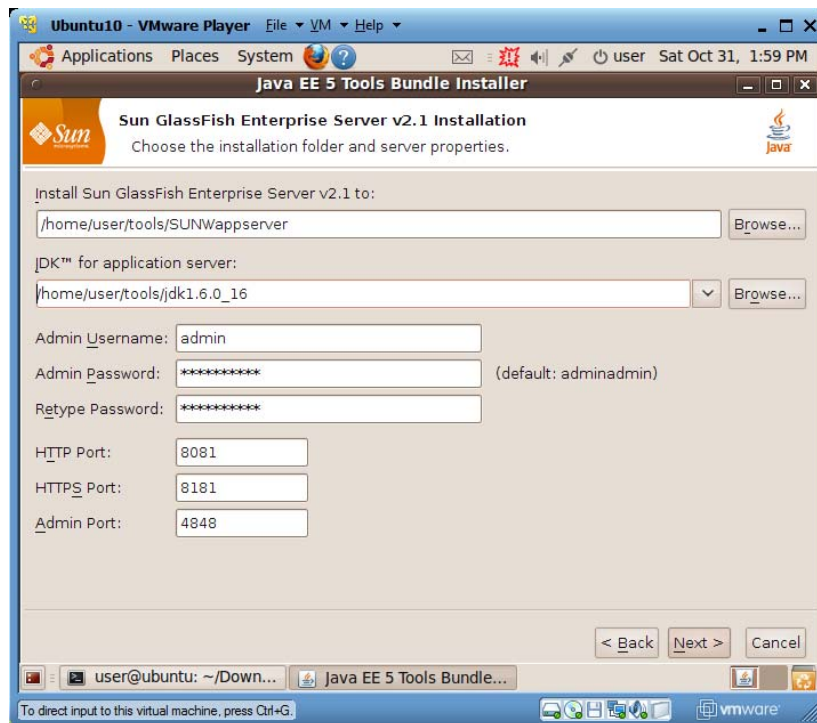 Ubuntu10 - VMware Player File VM Help
Applications Places System user Sat Oct 31, 1:59 PM
Java EE 5 Tools Bundle Installer
Sun
Sun GlassFish Enterprise Server v2.1 Installation
Choose the installation folder and server properties.
Java
Install Sun GlassFish Enterprise Server v2.1 to:
/home/user/tools/SUNWappserver Browse...
JDK™ for application server:
/home/user/tools/jdk1.6.0_16 Browse...
Admin Username: admin
Admin Password: ********** (default: adminadmin)
Retype Password: **********
HTTP Port: 8081
HTTPS Port: 8181
Admin Port: 4848
< Back Next > Cancel
user@ubuntu: ~/Down... Java EE 5 Tools Bundle...
To direct input to this virtual machine, press Ctrl+G. vmware